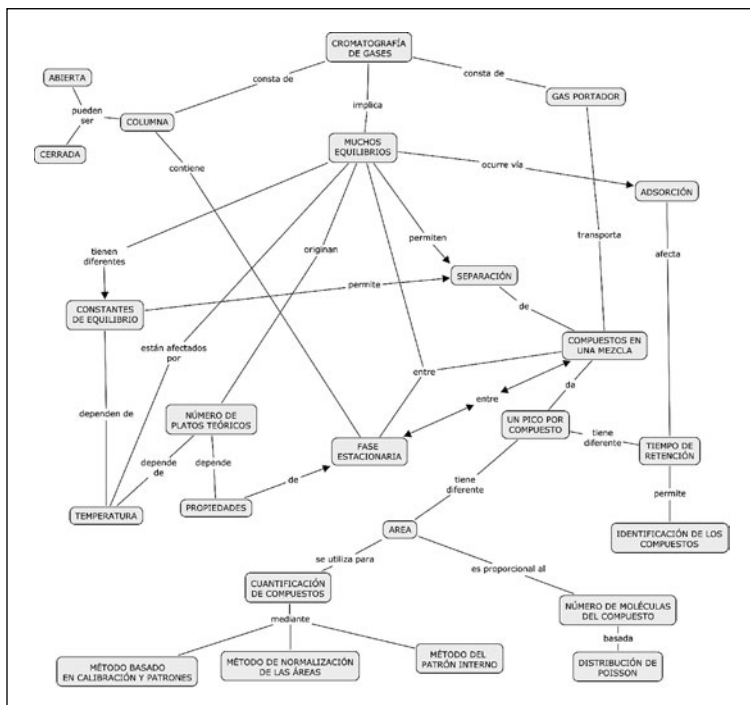 CROMATOGRAFÍA
DE GASES
consta de
consta de
ABIERTA
pueden
ser
COLUMNA
CERRADA
implica
GAS PORTADOR
MUCHOS
EQUILIBRIOS
contiene
ocurre vía
ADSORCIÓN
tienen
diferentes
originan
permiten
transporta
afecta
SEPARACIÓN
permite
CONSTANTES
DE EQUILIBRIO
de
están afectados
por
COMPUESTOS EN
UNA MEZCLA
entre
da
dependen de
entre
NÚMERO DE
PLATOS TEÓRICOS
UN PICO POR
COMPUESTO
tiene
diferente
FASE
ESTACIONARIA
TIEMPO DE
RETENCIÓN
depende
de
depende
de
tiene
diferente
permite
TEMPERATURA
PROPIEDADES
AREA
IDENTIFICACIÓN DE LOS
COMPUESTOS
se utiliza para
es proporcional al
CUANTIFICACIÓN
DE COMPUESTOS
NÚMERO DE MOLÉCULAS
DEL COMPUESTO
mediante
basada
MÉTODO BASADO
EN CALIBRACIÓN Y PATRONES
MÉTODO DE NORMALIZACIÓN
DE LAS ÁREAS
MÉTODO DEL
PATRÓN INTERNO
DISTRIBUCIÓN DE
POISSON